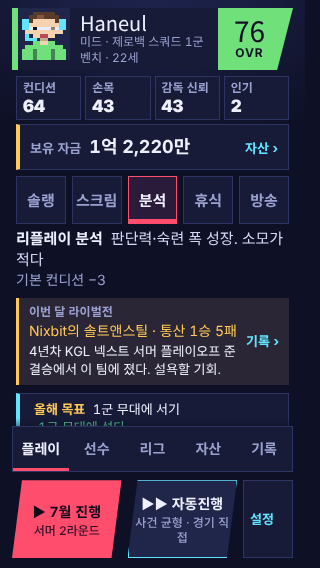 Haneul
미드 · 제로백 스쿼드 1군
벤치 · 22세
76
OVR
컨디션
64
손목
43
감독 신뢰
43
인기
2
보유 자금 1억 2,220만
자산 ›
솔랭
스크림
분석
휴식
방송
리플레이 분석 판단력·숙련 폭 성장. 소모가
적다
기본 컨디션 −3
이번 달 라이벌전
Nixbit의 솔트앤스틸 · 통산 1승 5패
4년차 KGL 넥스트 서머 플레이오프 준
결승에서 이 팀에 졌다. 설욕할 기회.
기록 ›
올해 목표 1군 무대에 서기
플레이
선수
리그
자산
기록
▶ 7월 진행
서머 2라운드
▶▶ 자동진행
사건 균형 · 경기 직
접
설정